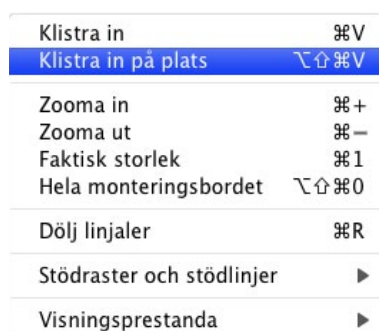 Klistra in ⌘V
Klistra in på plats ⌥⇧⌘V
Zooma in ⌘+
Zooma ut ⌘−
Faktisk storlek ⌘1
Hela monteringsbordet ⌥⇧⌘0
Dölj linjaler ⌘R
Stödraster och stödlinjer ▶
Visningsprestanda ▶